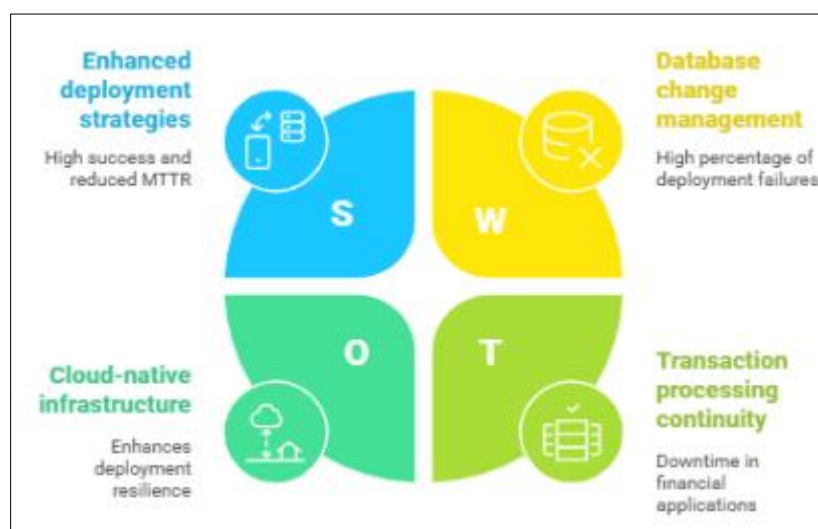 Enhanced
deployment
strategies
High success and
reduced MTTR
S
W
Database
change
management
High percentage of
deployment failures
Cloud-native
infrastructure
Enhances
deployment
resilience
O
T
Transaction
processing
continuity
Downtime in
financial
applications